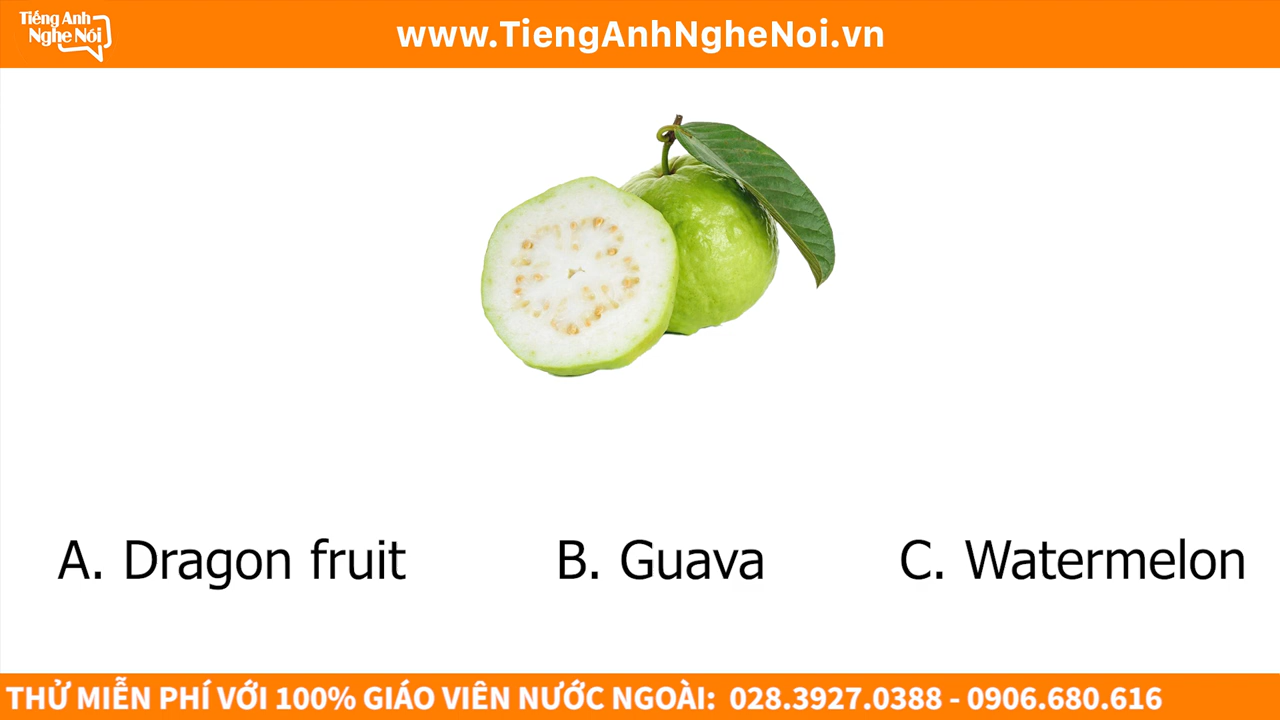 Tiếng Anh
Nghe Nói
www.TiengAnhNgheNoi.vn
A. Dragon fruit
B. Guava
C. Watermelon
THỬ MIỄN PHÍ VỚI 100% GIÁO VIÊN NƯỚC NGOÀI: 028.3927.0388 - 0906.680.616